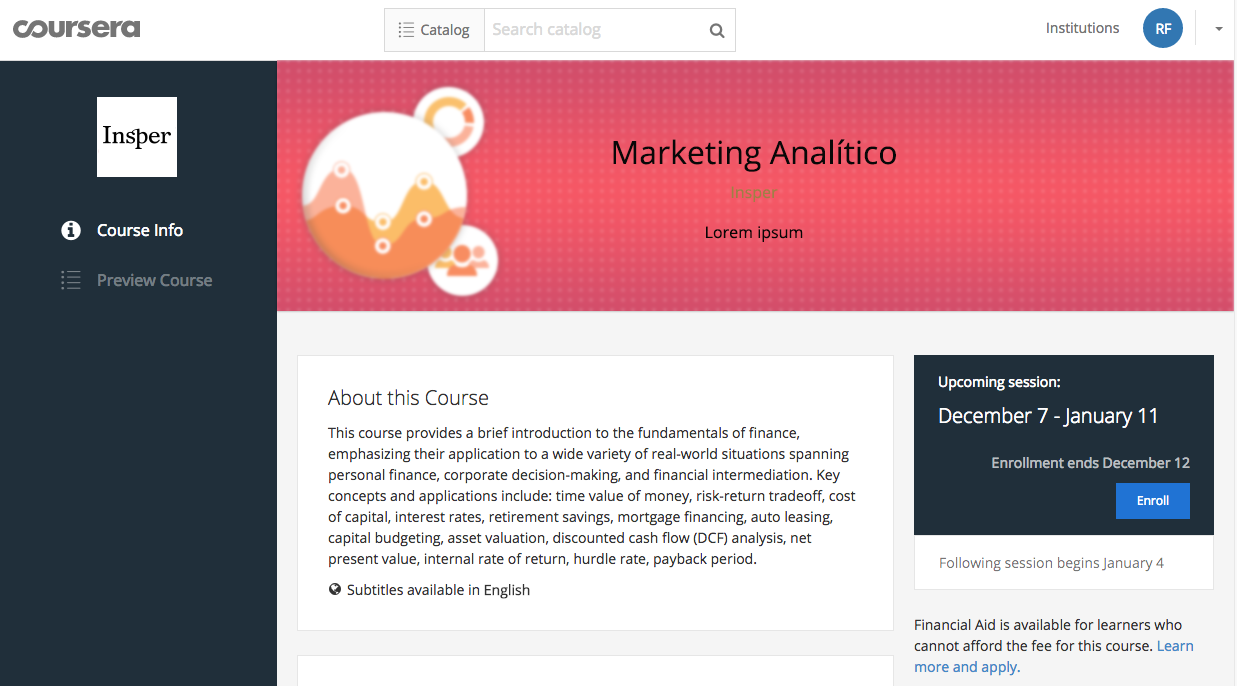 coursera
Catalog
Search catalog
Institutions
RF
Insper
Course Info
Preview Course
Marketing Analítico
Insper
Lorem ipsum
About this Course
This course provides a brief introduction to the fundamentals of finance,
emphasizing their application to a wide variety of real-world situations spanning
personal finance, corporate decision-making, and financial intermediation. Key
concepts and applications include: time value of money, risk-return tradeoff, cost
of capital, interest rates, retirement savings, mortgage financing, auto leasing,
capital budgeting, asset valuation, discounted cash flow (DCF) analysis, net
present value, internal rate of return, hurdle rate, payback period.
Subtitles available in English
Upcoming session:
December 7 - January 11
Enrollment ends December 12
Enroll
Following session begins January 4
Financial Aid is available for learners who
cannot afford the fee for this course. Learn
more and apply.